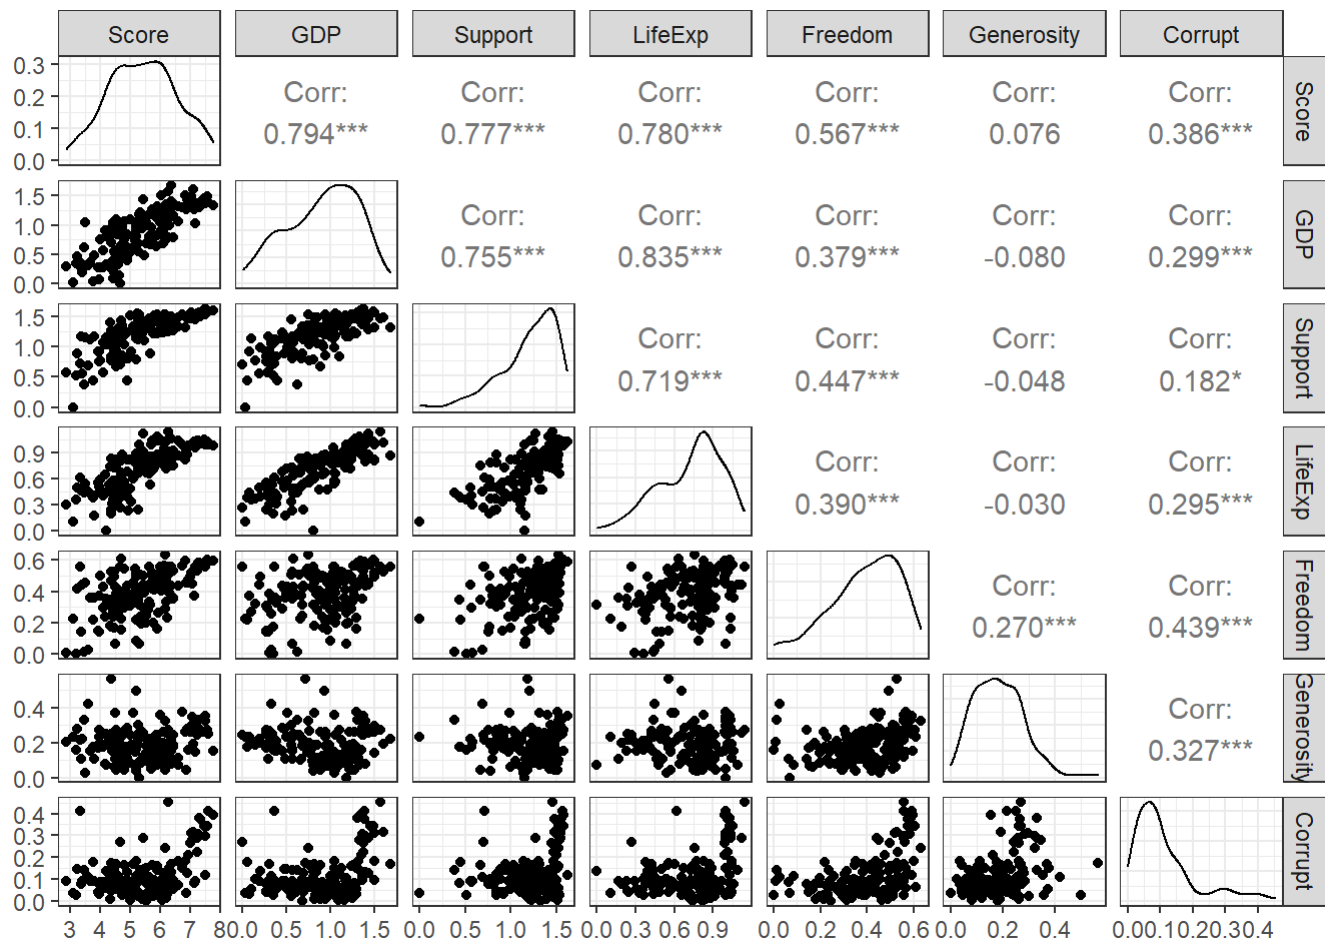 Score GDP Support LifeExp Freedom Generosity Corrupt
0.3
0.2
0.1
0.0
Corr: Corr: Corr: Corr: Corr: Corr:
0.794*** 0.777*** 0.780*** 0.567*** 0.076 0.386***
Score
1.5
1.0
0.5
0.0
Corr: Corr: Corr: Corr: Corr:
0.755*** 0.835*** 0.379*** -0.080 0.299***
GDP
1.5
1.0
0.5
0.0
Corr: Corr: Corr: Corr:
0.719*** 0.447*** -0.048 0.182*
Support
0.9
0.6
0.3
0.0
Corr: Corr: Corr:
0.390*** -0.030 0.295***
LifeExp
0.6
0.4
0.2
0.0
Corr: Corr:
0.270*** 0.439***
Freedom
0.4
0.2
0.0
Corr:
0.327***
Generosity
0.4
0.3
0.2
0.1
0.0
Corrupt
3 4 5 6 7 8 0.0 0.5 1.0 1.5 0.0 0.5 1.0 1.5 0.0 0.3 0.6 0.9 0.0 0.2 0.4 0.6 0.0 0.2 0.4 0.0 0.1 0.2 0.3 0.4